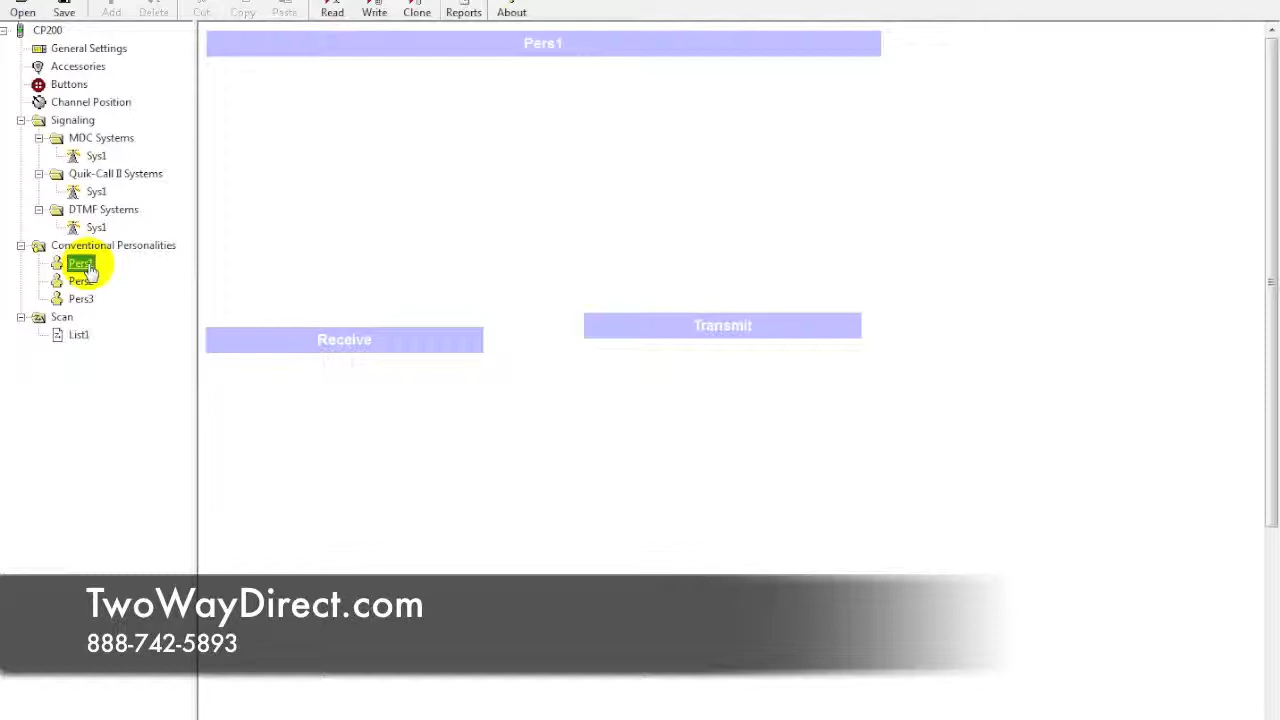 Open Save Add Delete Cut Copy Paste Read Write Clone Reports About
CP200
General Settings
Accessories
Buttons
Channel Position
Signaling
MDC Systems
Sys1
Quik-Call II Systems
Sys1
DTMF Systems
Sys1
Conventional Personalities
Pers1
Pers3
Scan
List1
Pers1
Receive
Transmit
TwoWayDirect.com
888-742-5893